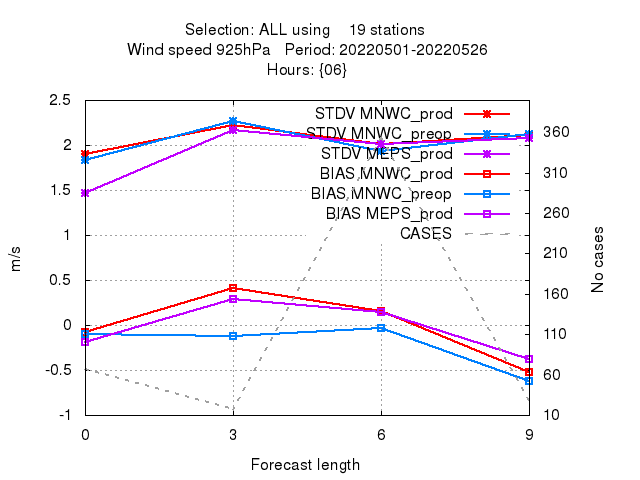 Selection: ALL using 19 stations
Wind speed 925hPa Period: 20220501-20220526
Hours: {06}
2.5
2
1.5
1
0.5
0
-0.5
-1
STDV MNWC_prod
STDV MNWC_preop
STDV MEPS_prod
BIAS MNWC_prod
BIAS MNWC_preop
BIAS MEPS_prod
CASES
360
310
260
210
160
110
60
10
0 3 6 9
m/s
No cases
Forecast length